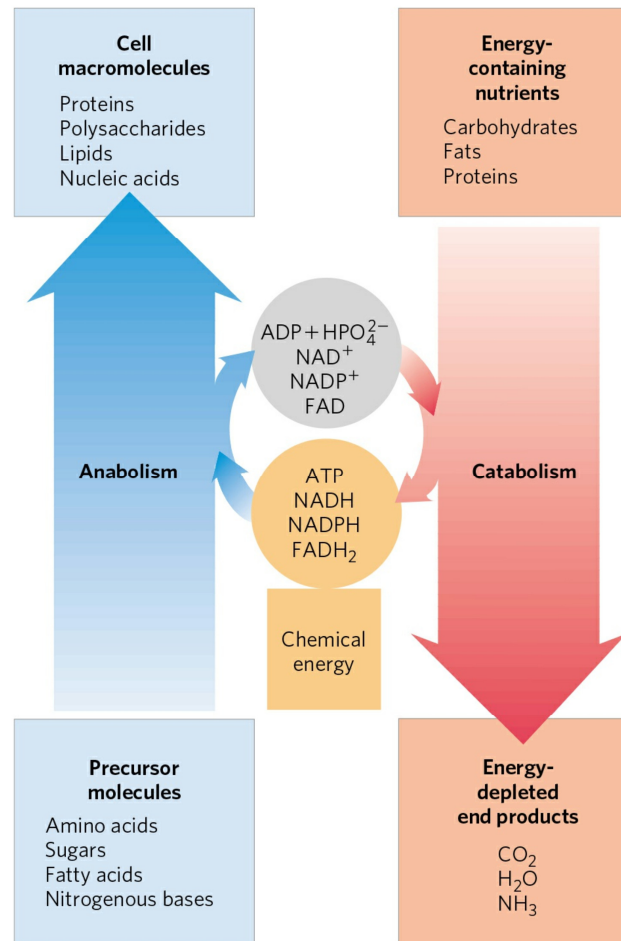 Cell
macromolecules
Proteins
Polysaccharides
Lipids
Nucleic acids
Energy-
containing
nutrients
Carbohydrates
Fats
Proteins
ADP + HPO₄²⁻
NAD⁺
NADP⁺
FAD
Anabolism
Catabolism
ATP
NADH
NADPH
FADH₂
Chemical
energy
Precursor
molecules
Amino acids
Sugars
Fatty acids
Nitrogenous bases
Energy-
depleted
end products
CO₂
H₂O
NH₃